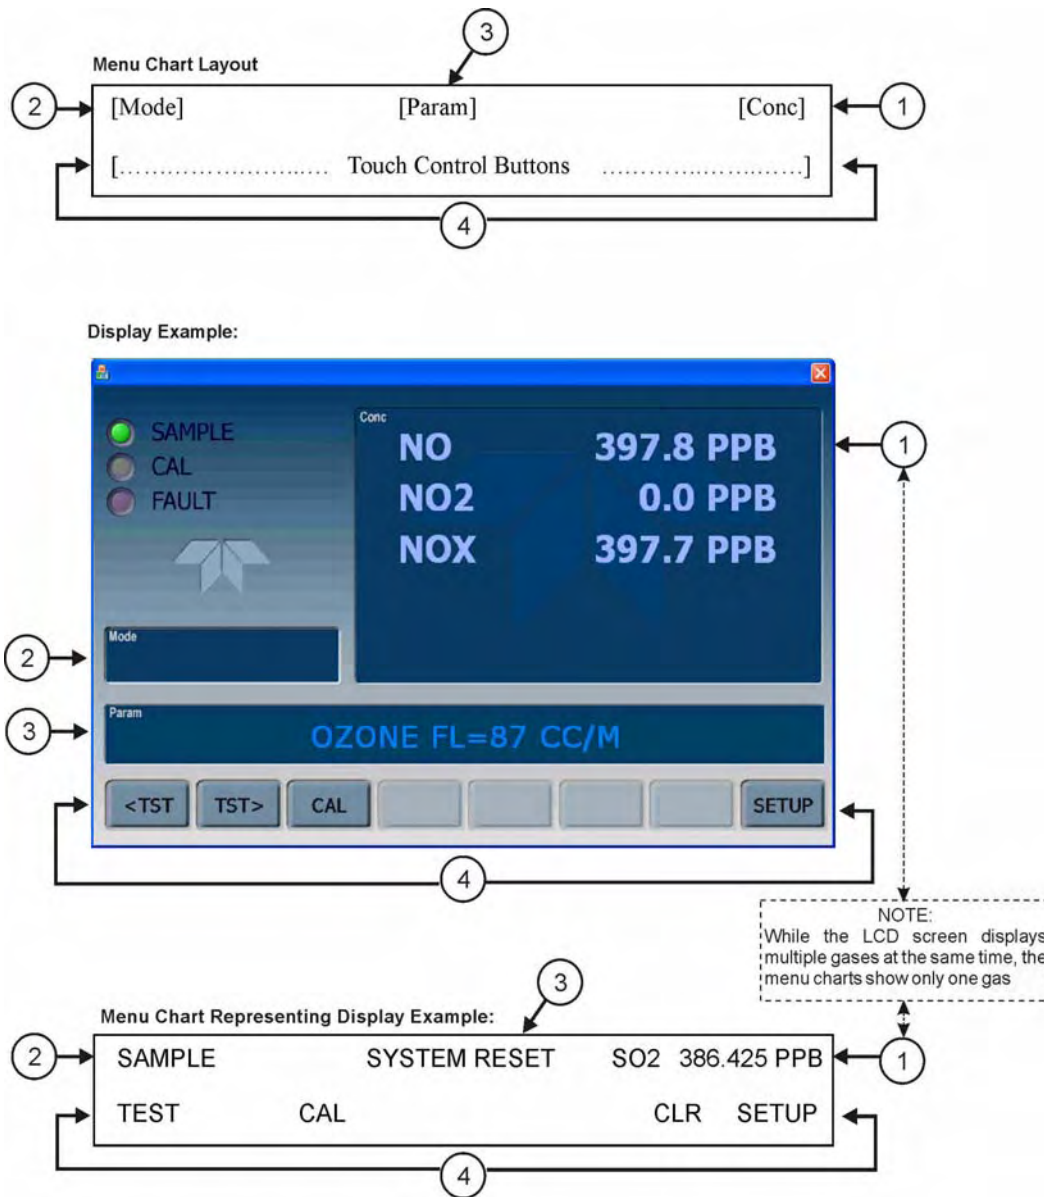 3
Menu Chart Layout
2 [Mode] [Param] [Conc] 1
[........................ Touch Control Buttons ........................]
4
Display Example:
SAMPLE
CAL
FAULT
Conc
NO 397.8 PPB
NO2 0.0 PPB
NOX 397.7 PPB
1
Mode
2
Param
3 OZONE FL=87 CC/M
<TST TST> CAL SETUP
4
NOTE:
While the LCD screen displays
multiple gases at the same time, the
menu charts show only one gas
3
Menu Chart Representing Display Example:
2 SAMPLE SYSTEM RESET SO2 386.425 PPB 1
TEST CAL CLR SETUP
4